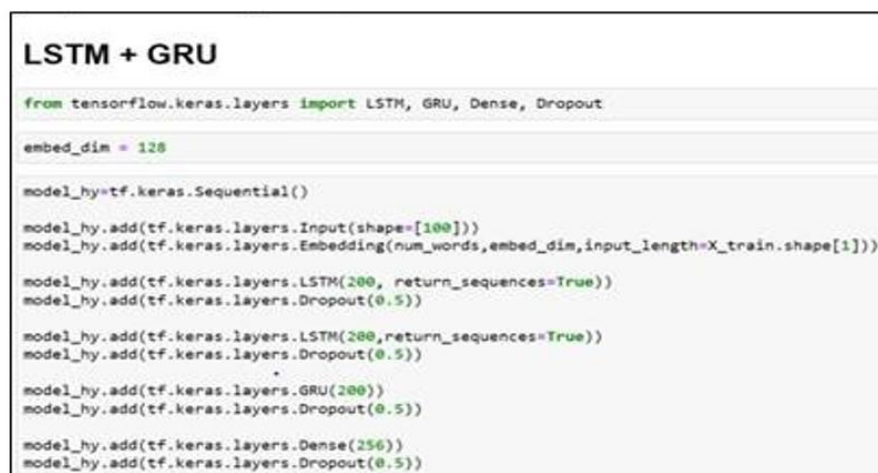 LSTM + GRU
from tensorflow.keras.layers import LSTM, GRU, Dense, Dropout
embed_dim = 128
model_hy=tf.keras.Sequential()
model_hy.add(tf.keras.layers.Input(shape=[100]))
model_hy.add(tf.keras.layers.Embedding(num_words,embed_dim,input_length=X_train.shape[1]))
model_hy.add(tf.keras.layers.LSTM(200, return_sequences=True))
model_hy.add(tf.keras.layers.Dropout(0.5))
model_hy.add(tf.keras.layers.LSTM(200,return_sequences=True))
model_hy.add(tf.keras.layers.Dropout(0.5))
model_hy.add(tf.keras.layers.GRU(200))
model_hy.add(tf.keras.layers.Dropout(0.5))
model_hy.add(tf.keras.layers.Dense(256))
model_hy.add(tf.keras.layers.Dropout(0.5))